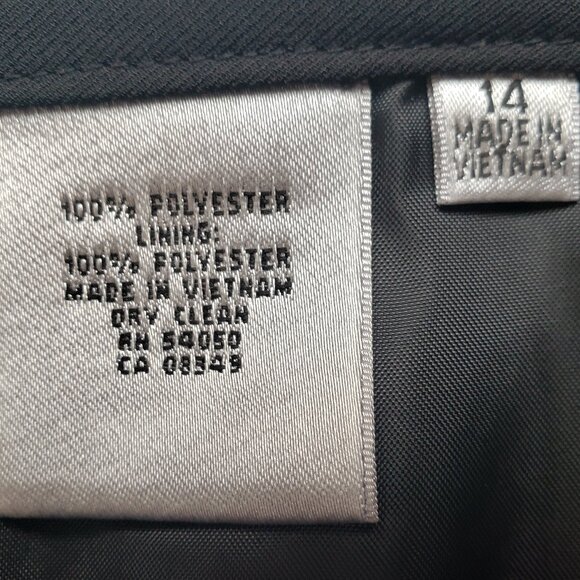 100% POLYESTER
LINING:
100% POLYESTER
MADE IN VIETNAM
DRY CLEAN
RN 54050
CA 08349
14
MADE IN
VIETNAM